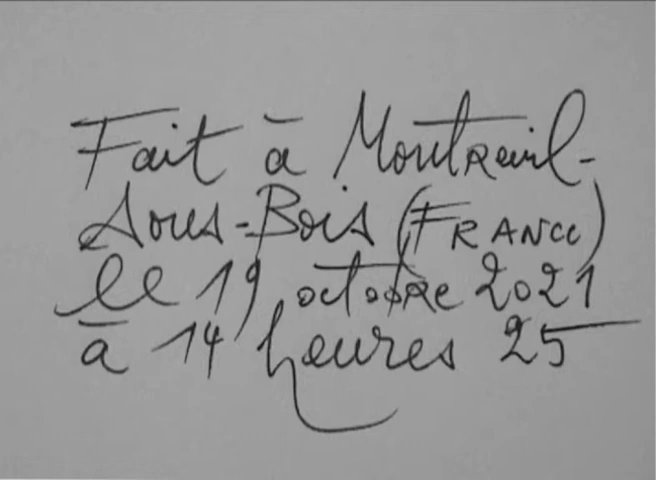 Fait à Montreuil-
Sous-Bois (FRANCE)
le 19 octobre 2021
à 14 heures 25